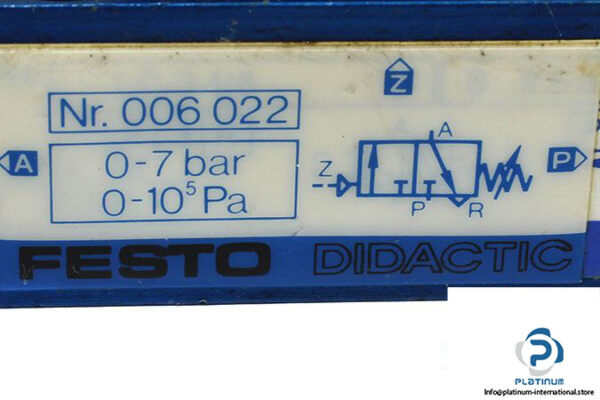 Z
Nr. 006 022
A
0-7 bar
0-10⁵ Pa
Z
A
P
R
P
FESTO DIDACTIC
PLATINUM
Info@platinum-international.store